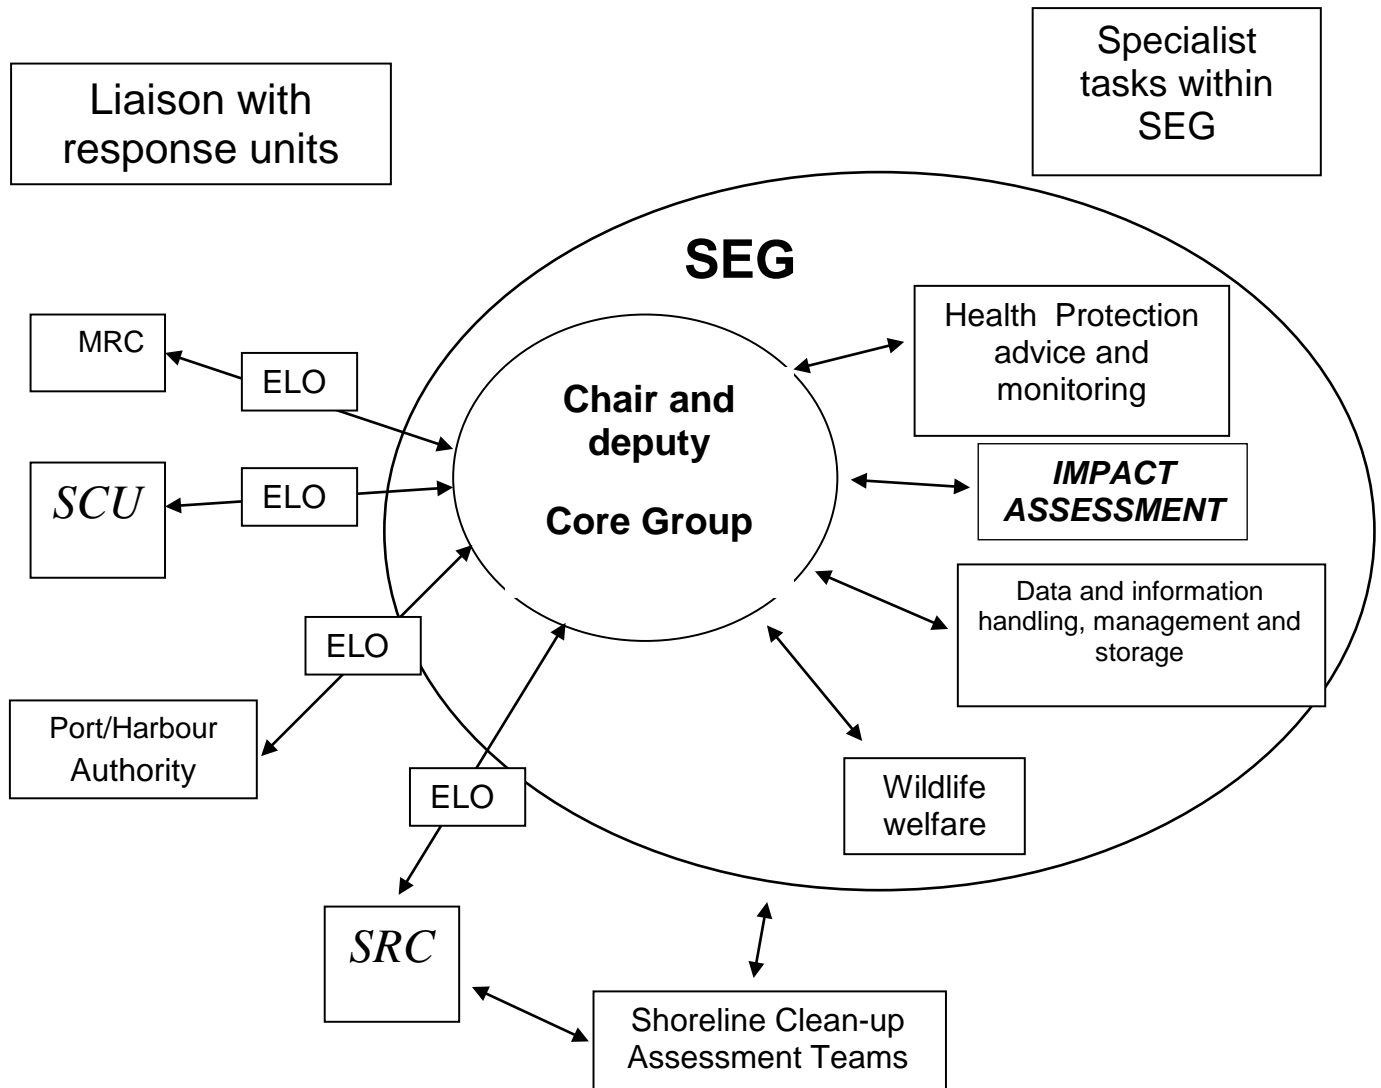 Specialist
tasks within
SEG
Liaison with
response units
SEG
MRC
ELO
SCU
ELO
ELO
Port/Harbour
Authority
ELO
SRC
Chair and
deputy
Core Group
Health Protection
advice and
monitoring
IMPACT
ASSESSMENT
Data and information
handling, management and
storage
Wildlife
welfare
Shoreline Clean-up
Assessment Teams